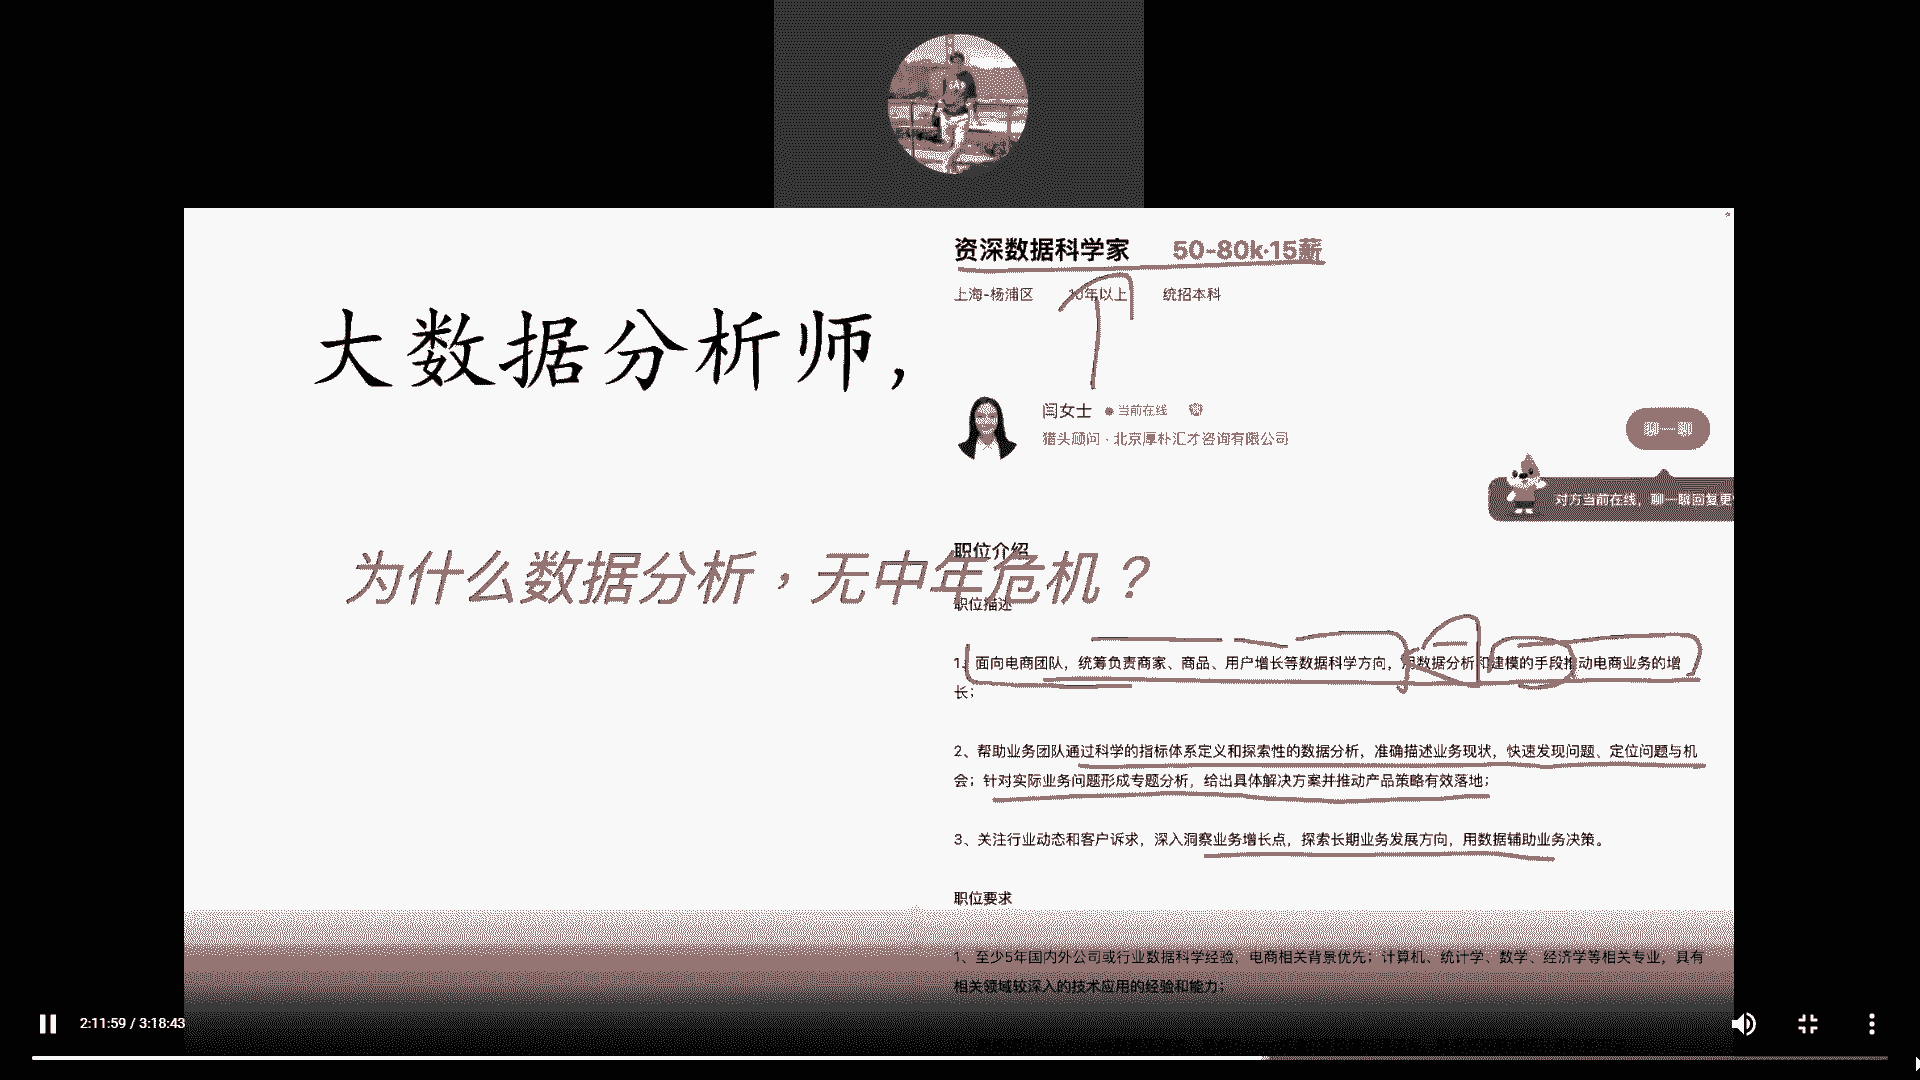 资深数据科学家 50-80k·15薪
上海-杨浦区 10年以上 统招本科
大数据分析师，
闫女士 当前在线
猎头顾问 · 北京厚朴汇才咨询有限公司
聊一聊
对方当前在线，聊一聊回复更
职位介绍
为什么数据分析，无中年危机？
职位描述
1、面向电商团队，统筹负责商家、商品、用户增长等数据科学方向，用数据分析和建模的手段推动电商业务的增
长；
2、帮助业务团队通过科学的指标体系定义和探索性的数据分析，准确描述业务现状，快速发现问题、定位问题与机
会；针对实际业务问题形成专题分析，给出具体解决方案并推动产品策略有效落地；
3、关注行业动态和客户诉求，深入洞察业务增长点，探索长期业务发展方向，用数据辅助业务决策。
职位要求
1、至少5年国内外公司或行业数据科学经验，电商相关背景优先；计算机、统计学、数学、经济学等相关专业，具有
相关领域较深入的技术应用的经验和能力；
2:11:59 / 3:18:43